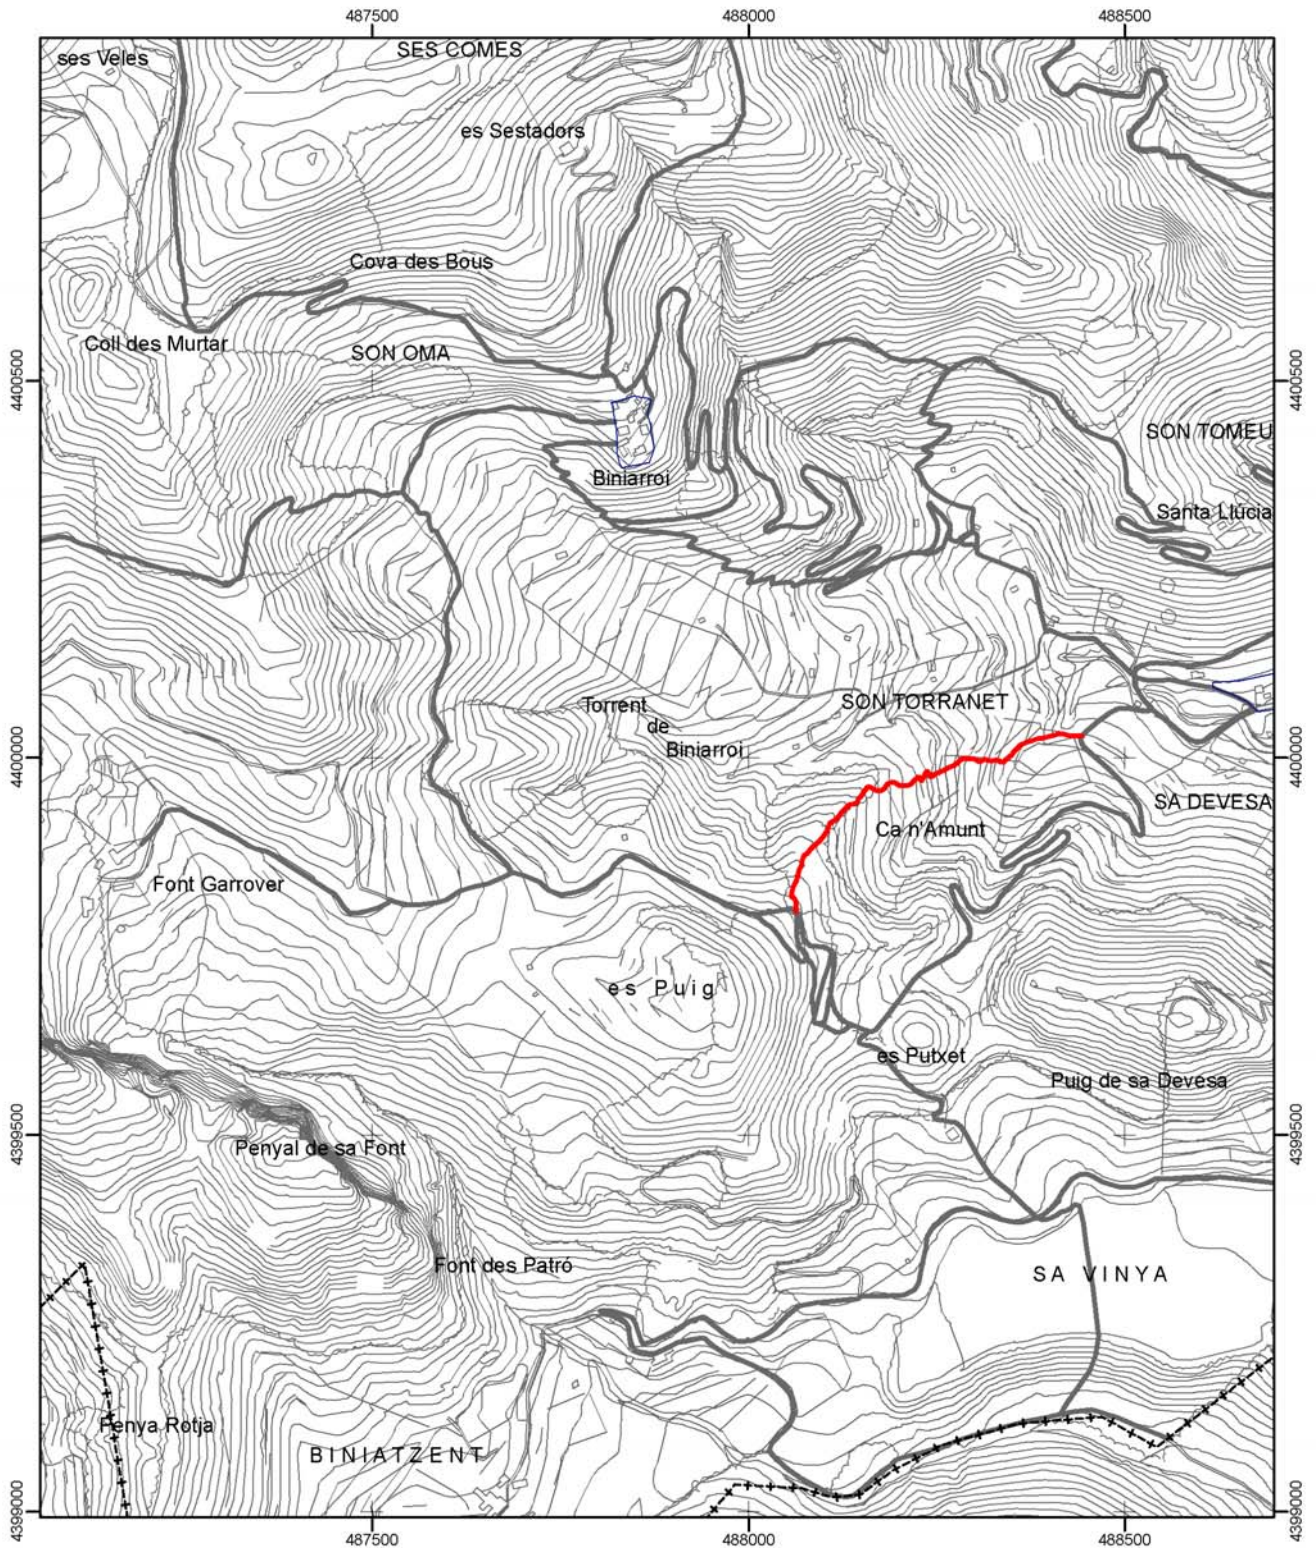 487500
488000
488500
SES COMES
ses Veles
es Sestadors
Cova des Bous
Coll des Murtar
SON OMA
4400500
4400500
SON TOMEU
Biniarroi
Santa Llúcia
Torrent
de
Biniarroi
SON TORRANET
4400000
4400000
SA DEVESA
Ca n'Amunt
Font Garrover
es Puig
es Putxet
Puig de sa Devesa
4399500
4399500
Penyal de sa Font
Font des Patró
SA VINYA
Penya Rotja
BINIATZENT
4399000
4399000
487500
488000
488500